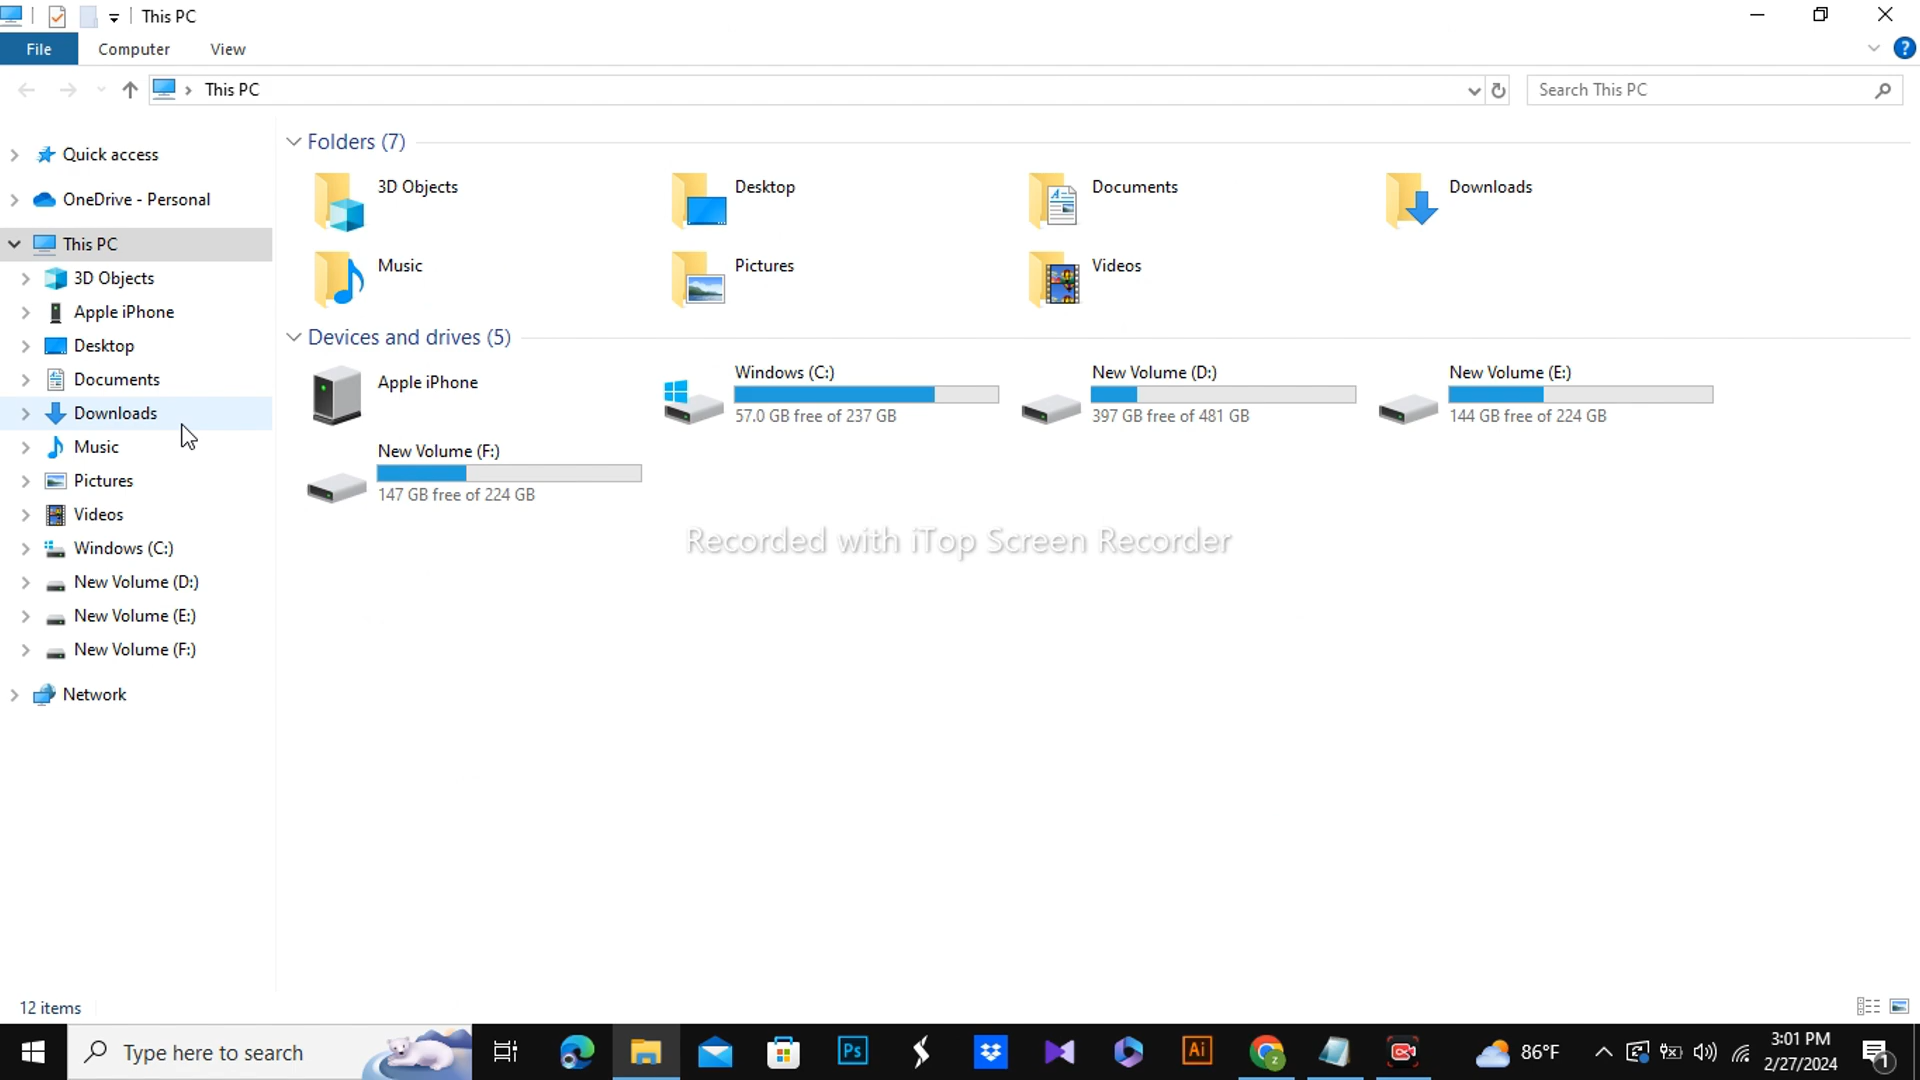 This PC
File Computer View
This PC
Search This PC
Quick access
OneDrive - Personal
This PC
3D Objects
Apple iPhone
Desktop
Documents
Downloads
Music
Pictures
Videos
Windows (C:)
New Volume (D:)
New Volume (E:)
New Volume (F:)
Network
Folders (7)
3D Objects
Desktop
Documents
Downloads
Music
Pictures
Videos
Devices and drives (5)
Apple iPhone
Windows (C:)
57.0 GB free of 237 GB
New Volume (D:)
397 GB free of 481 GB
New Volume (E:)
144 GB free of 224 GB
New Volume (F:)
147 GB free of 224 GB
Recorded with iTop Screen Recorder
12 items
Type here to search
Ps
Ai
z
86°F
3:01 PM
2/27/2024
1